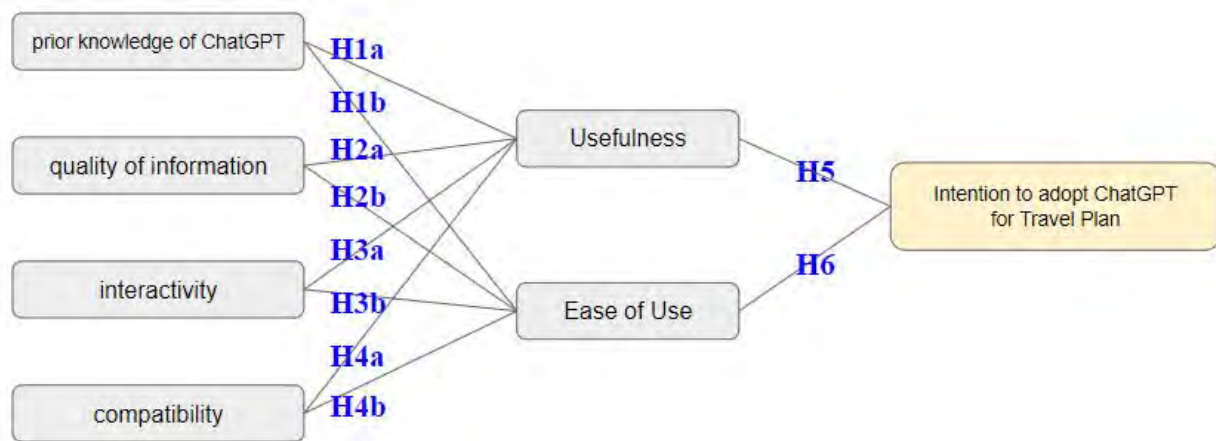 prior knowledge of ChatGPT
H1a
H1b
quality of information
H2a
H2b
interactivity
H3a
H3b
compatibility
H4a
H4b
Usefulness
Ease of Use
H5
H6
Intention to adopt ChatGPT
for Travel Plan